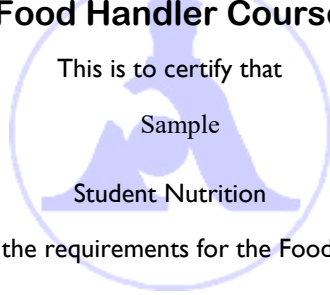 Food Handler Course
This is to certify that
Sample
Student Nutrition
the requirements for the Food